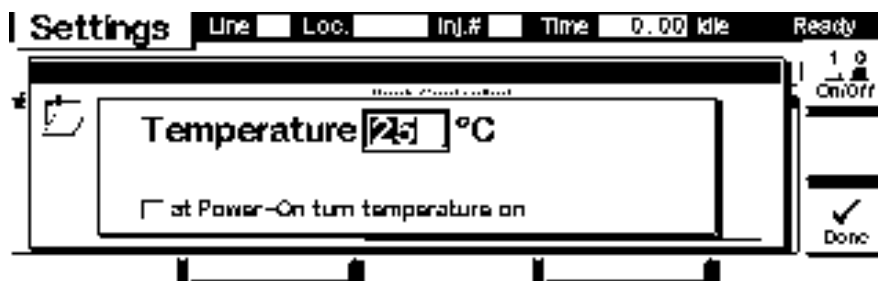 Settings Line Loc. Inj.# Time 0.00 Idle Ready
1 0
On/Off
Temperature °C
at Power-On turn temperature on
Done